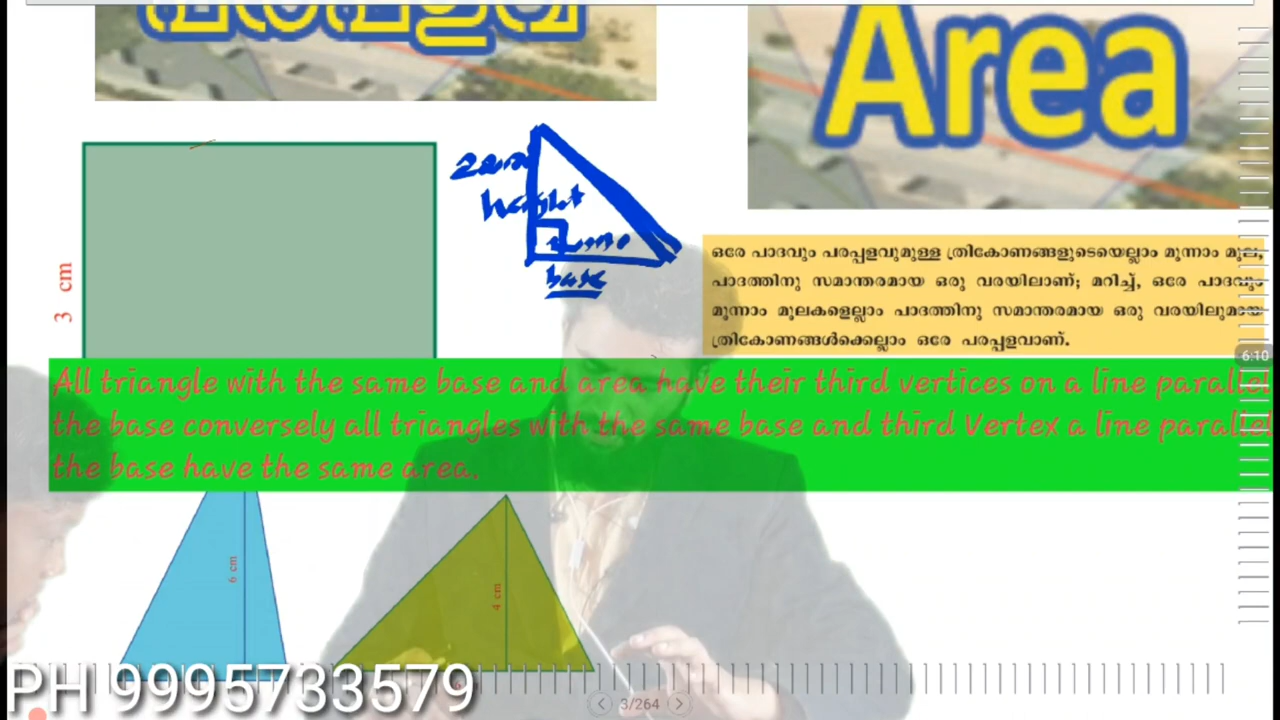 പരപ്പളവ്
Area
height
base
3 cm
ഒരേ പാദവും പരപ്പളവുമുള്ള ത്രികോണങ്ങളുടെയെല്ലാം മൂന്നാം മൂല,
പാദത്തിനു സമാന്തരമായ ഒരു വരയിലാണ്; മറിച്ച്, ഒരേ പാദവും
മൂന്നാം മൂലകളെല്ലാം പാദത്തിനു സമാന്തരമായ ഒരു വരയിലുമായ
ത്രികോണങ്ങൾക്കെല്ലാം ഒരേ പരപ്പളവാണ്.
6:10
All triangle with the same base and area have their third vertices on a line parallel
the base conversely all triangles with the same base and third Vertex a line parallel
the base have the same area.
6 cm
4 cm
PH 9995733579
3/264